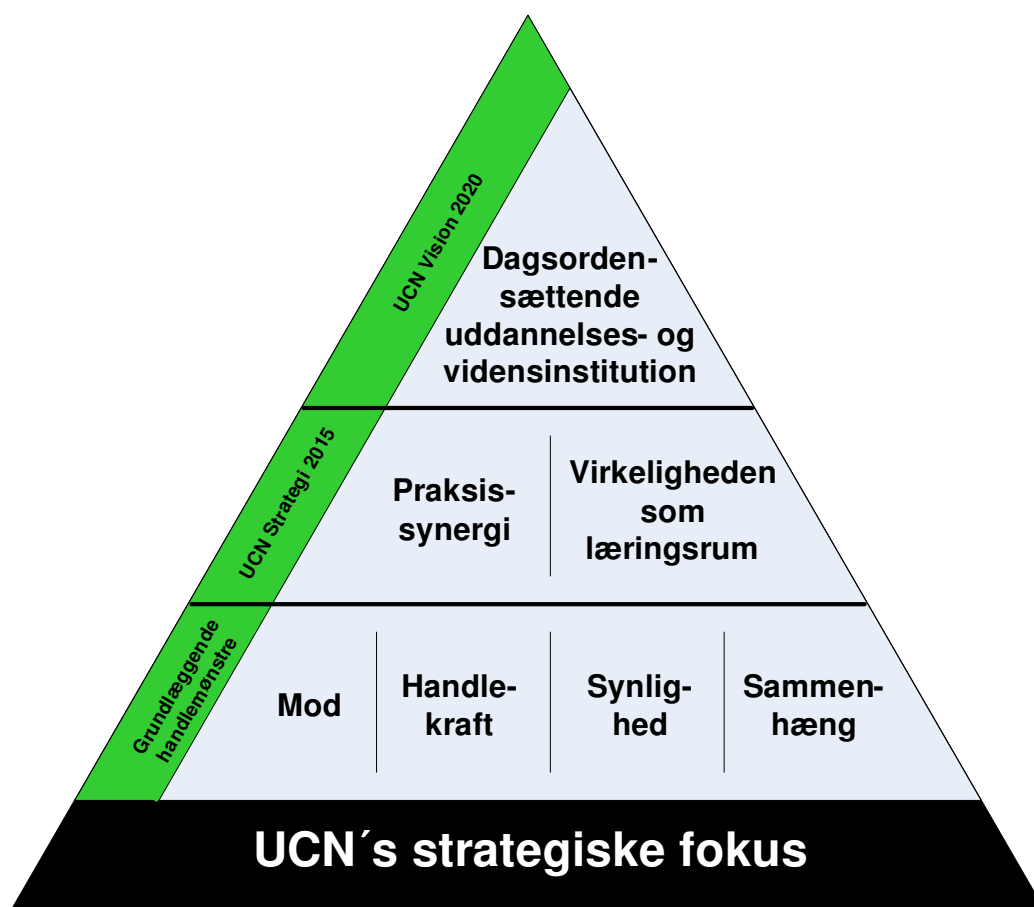 UCN Vision 2020
Dagsorden-
sættende
uddannelses- og
vidensinstitution
UCN Strategi 2015
Praksis-
synergi
Virkeligheden
som
læringsrum
Grundlæggende
handlemønstre
Mod
Handle-
kraft
Synlig-
hed
Sammen-
hæng
UCN´s strategiske fokus